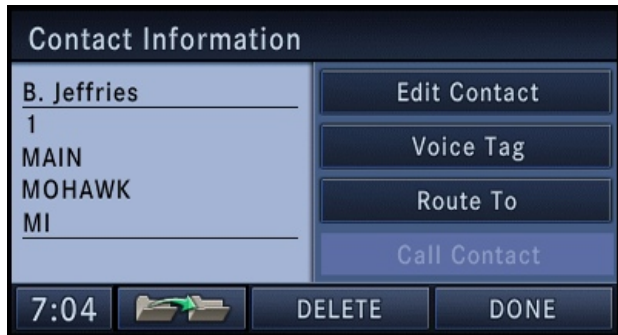 Contact Information
B. Jeffries
1
MAIN
MOHAWK
MI
Edit Contact
Voice Tag
Route To
Call Contact
7:04
DELETE
DONE